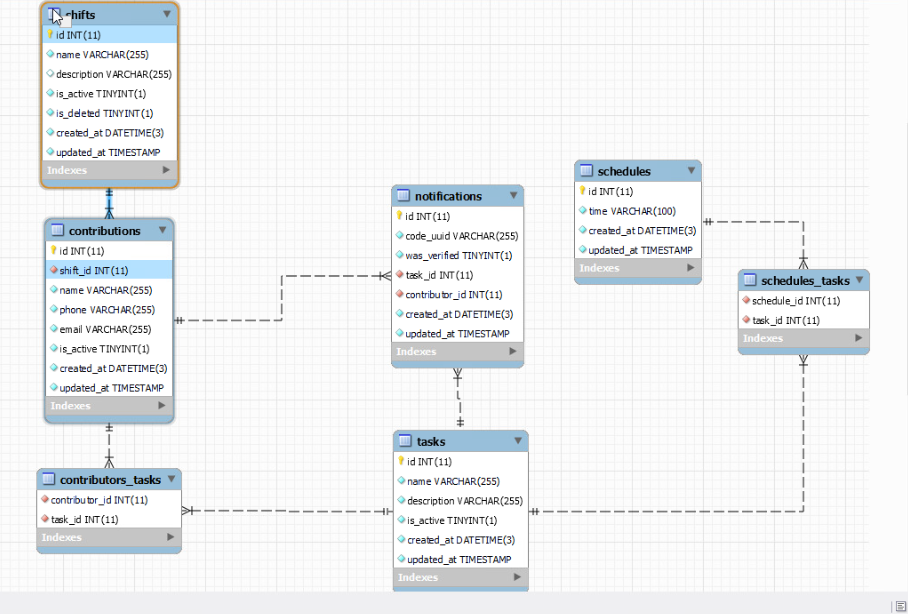 shifts
id INT(11)
name VARCHAR(255)
description VARCHAR(255)
is_active TINYINT(1)
is_deleted TINYINT(1)
created_at DATETIME(3)
updated_at TIMESTAMP
Indexes
contributions
id INT(11)
shift_id INT(11)
name VARCHAR(255)
phone VARCHAR(255)
email VARCHAR(255)
is_active TINYINT(1)
created_at DATETIME(3)
updated_at TIMESTAMP
Indexes
contributors_tasks
contributor_id INT(11)
task_id INT(11)
Indexes
notifications
id INT(11)
code_uuid VARCHAR(255)
was_verified TINYINT(1)
task_id INT(11)
contributor_id INT(11)
created_at DATETIME(3)
updated_at TIMESTAMP
Indexes
tasks
id INT(11)
name VARCHAR(255)
description VARCHAR(255)
is_active TINYINT(1)
created_at DATETIME(3)
updated_at TIMESTAMP
Indexes
schedules
id INT(11)
time VARCHAR(100)
created_at DATETIME(3)
updated_at TIMESTAMP
Indexes
schedules_tasks
schedule_id INT(11)
task_id INT(11)
Indexes